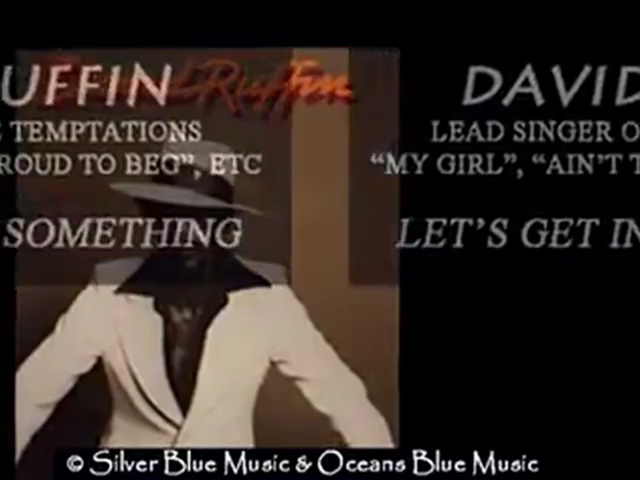 UFFIN DAVID
TEMPTATIONS LEAD SINGER O
ROUD TO BEG", ETC "MY GIRL", "AIN'T T
SOMETHING LET'S GET IN
Ruffin
© Silver Blue Music & Oceans Blue Music